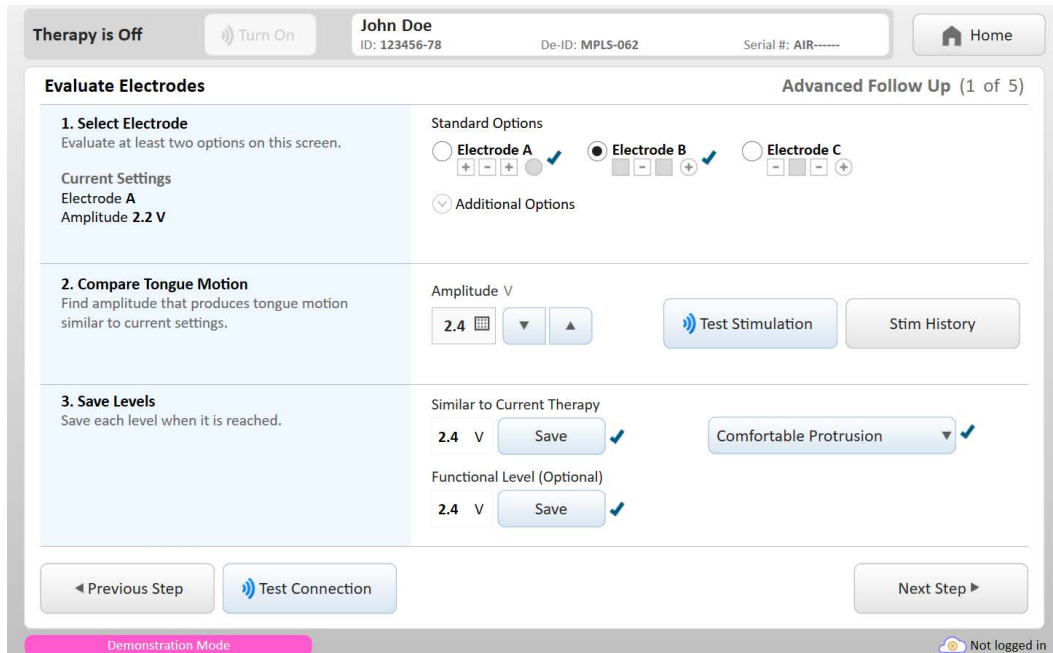 Therapy is Off
Turn On
John Doe
ID: 123456-78 De-ID: MPLS-062 Serial #: AIR------
Home
Evaluate Electrodes
Advanced Follow Up (1 of 5)
1. Select Electrode
Evaluate at least two options on this screen.
Current Settings
Electrode A
Amplitude 2.2 V
Standard Options
Electrode A Electrode B Electrode C
+ - + - + - - +
Additional Options
2. Compare Tongue Motion
Find amplitude that produces tongue motion
similar to current settings.
Amplitude V
2.4
Test Stimulation
Stim History
3. Save Levels
Save each level when it is reached.
Similar to Current Therapy
2.4 V Save
Comfortable Protrusion
Functional Level (Optional)
2.4 V Save
Previous Step
Test Connection
Next Step
Demonstration Mode
Not logged in